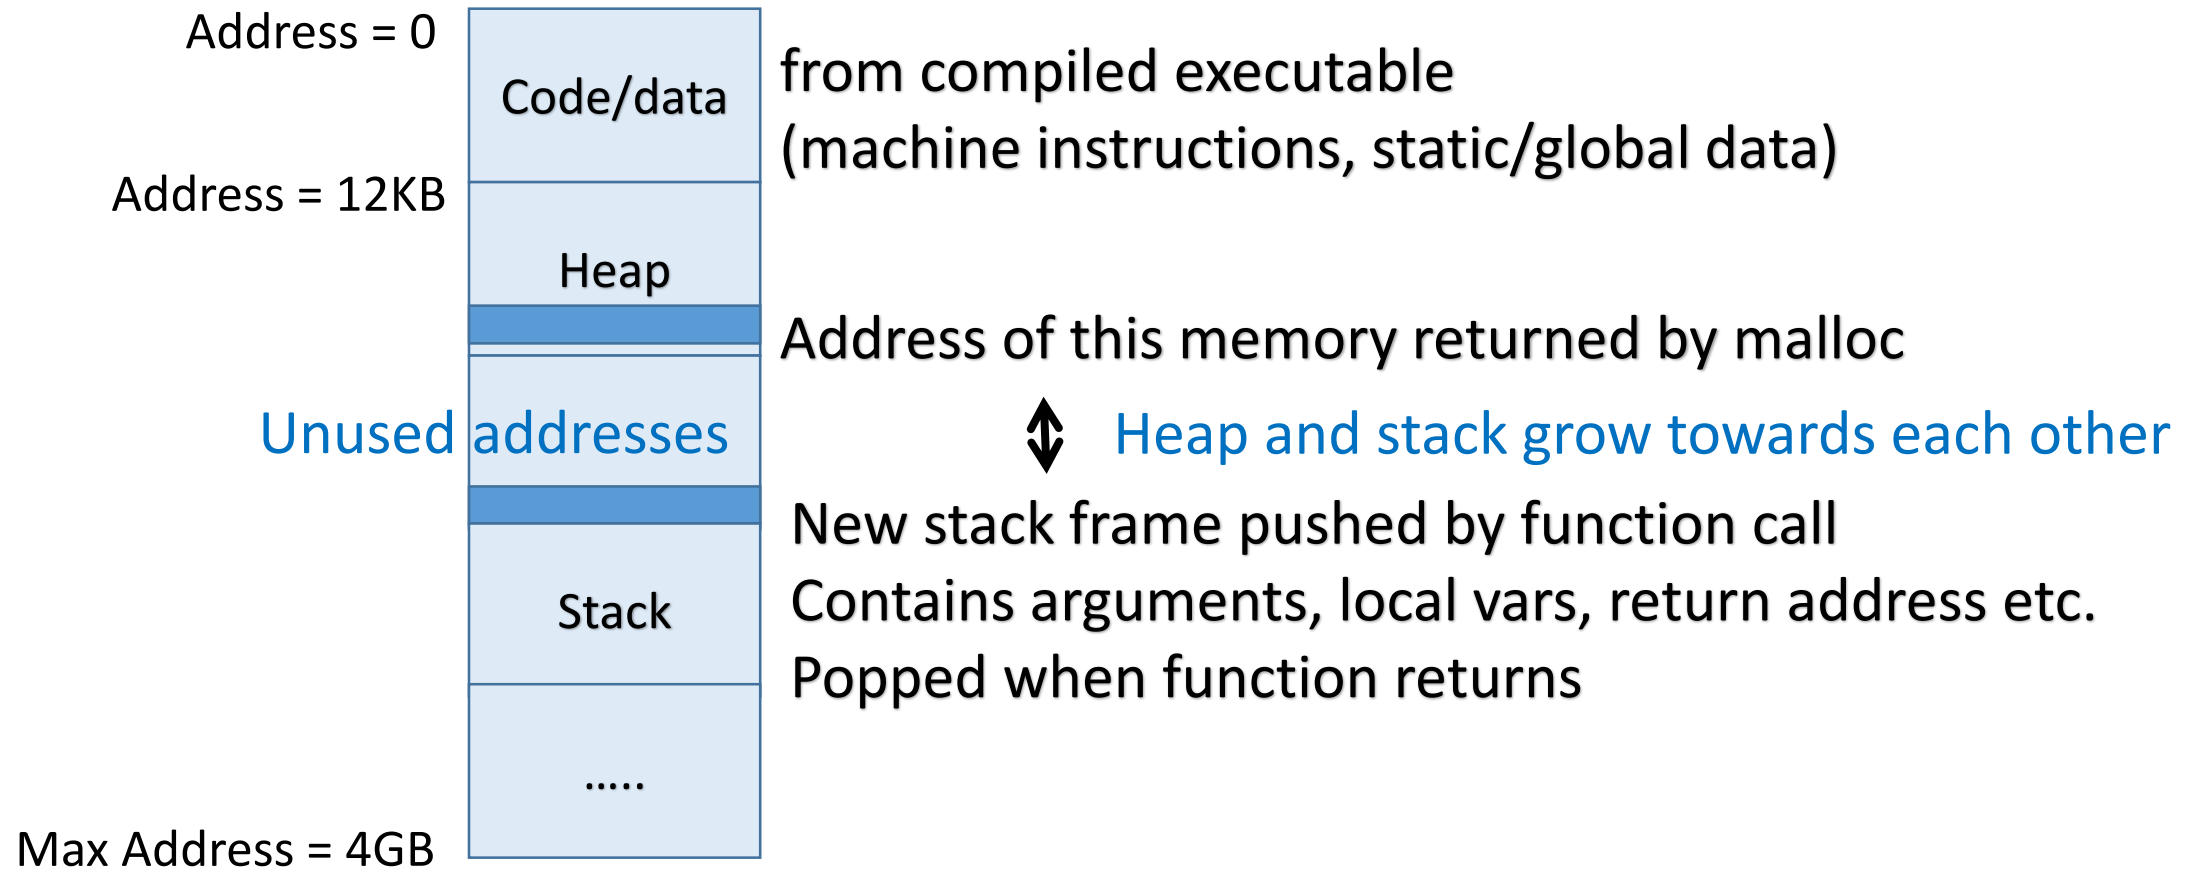 Address = 0
Code/data
from compiled executable
(machine instructions, static/global data)
Address = 12KB
Heap
Address of this memory returned by malloc
Unused addresses
Heap and stack grow towards each other
New stack frame pushed by function call
Stack
Contains arguments, local vars, return address etc.
Popped when function returns
.....
Max Address = 4GB